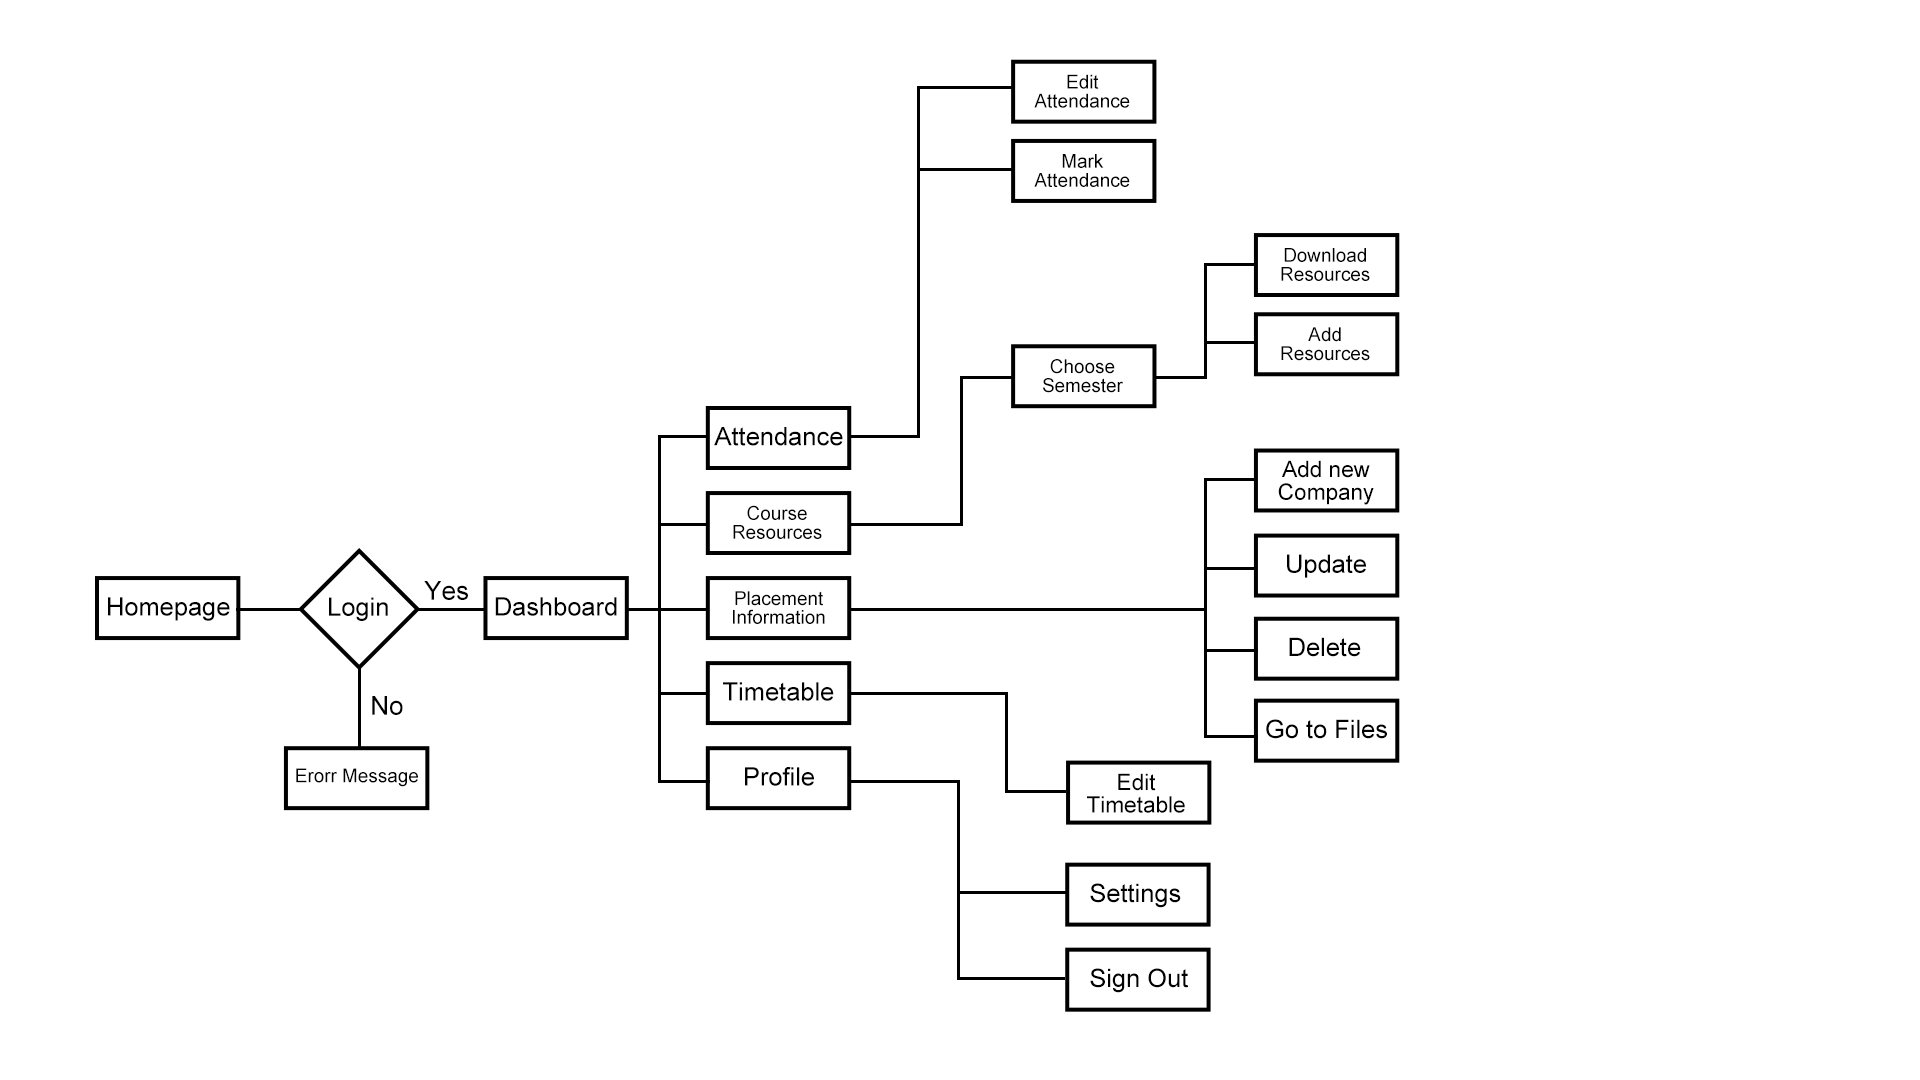 Edit
Attendance
Mark
Attendance
Download
Resources
Add
Resources
Choose
Semester
Attendance
Course
Resources
Add new
Company
Update
Homepage
Login
Yes
Dashboard
Placement
Information
Delete
No
Timetable
Go to Files
Erorr Message
Profile
Edit
Timetable
Settings
Sign Out